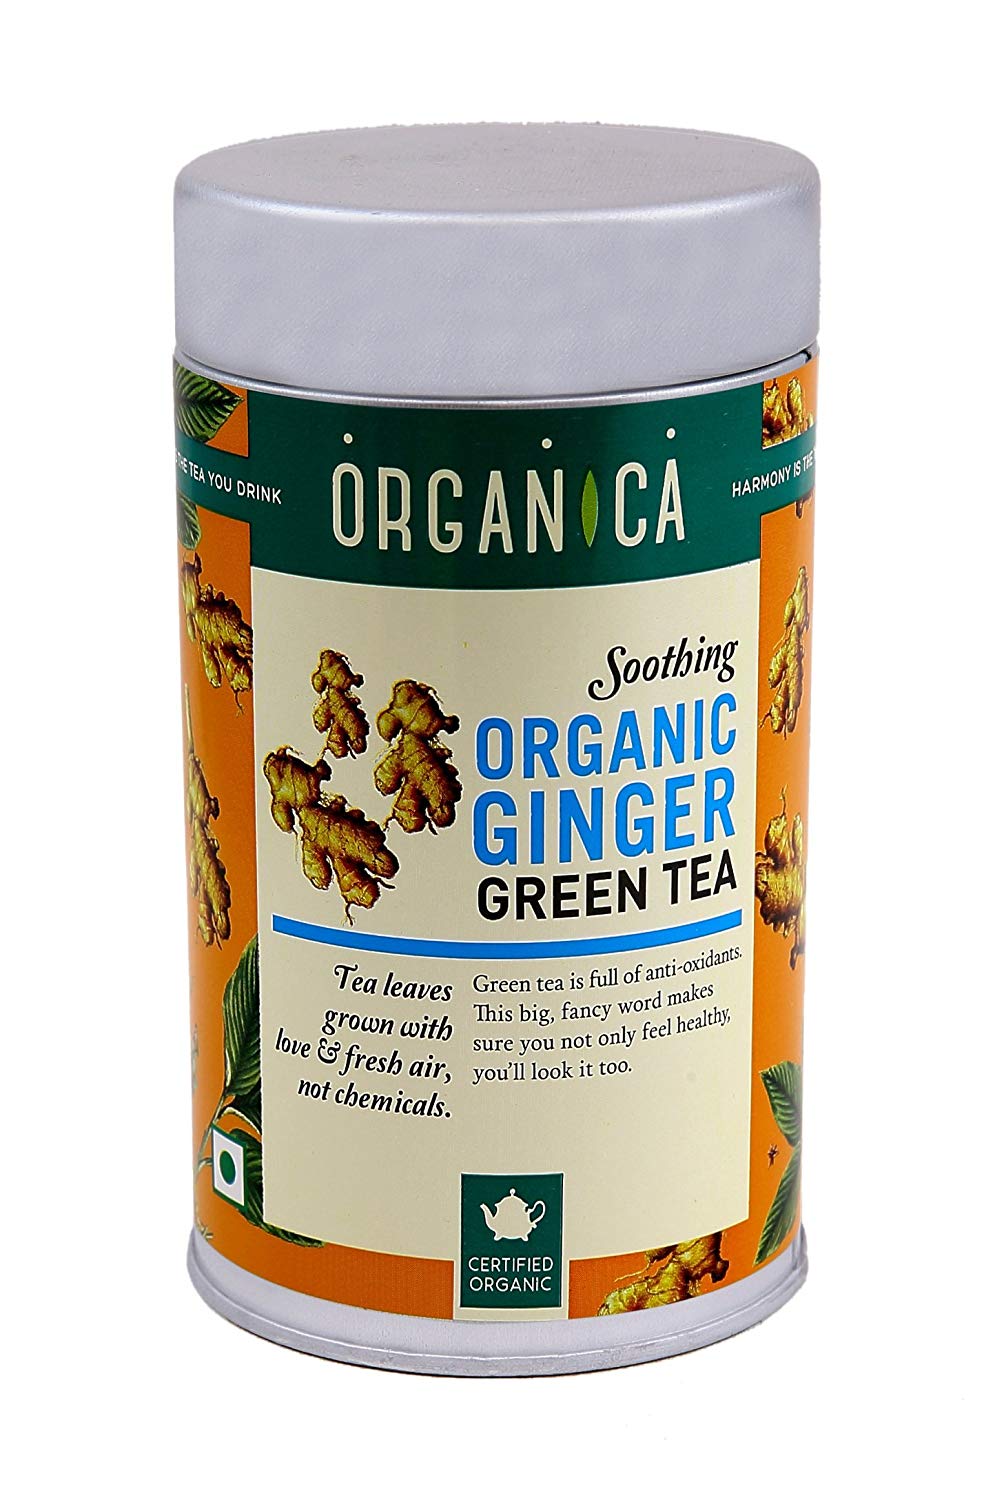 ORGANICA
THE TEA YOU DRINK
HARMONY IS THE
Soothing
ORGANIC
GINGER
GREEN TEA
Tea leaves
grown with
love & fresh air,
not chemicals.
Green tea is full of anti-oxidants.
This big, fancy word makes
sure you not only feel healthy,
you'll look it too.
CERTIFIED
ORGANIC